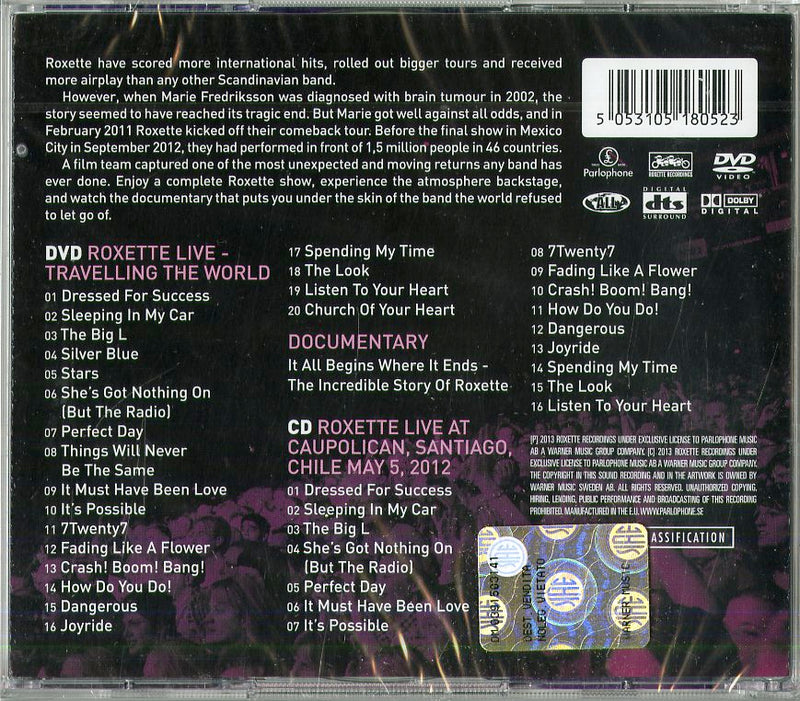 Roxette have scored more international hits, rolled out bigger tours and received
more airplay than any other Scandinavian band.
However, when Marie Fredriksson was diagnosed with brain tumour in 2002, the
story seemed to have reached its tragic end. But Marie got well against all odds, and in
February 2011 Roxette kicked off their comeback tour. Before the final show in Mexico
City in September 2012, they had performed in front of 1,5 million people in 46 countries.
A film team captured one of the most unexpected and moving returns any band has
ever done. Enjoy a complete Roxette show, experience the atmosphere backstage,
and watch the documentary that puts you under the skin of the band the world refused
to let go of.
5 053105 180523
Parlophone
ROXETTE RECORDINGS
DVD
VIDEO
ALL
DIGITAL
dts
SURROUND
DOLBY
DIGITAL
DVD ROXETTE LIVE -
TRAVELLING THE WORLD
01 Dressed For Success
02 Sleeping In My Car
03 The Big L
04 Silver Blue
05 Stars
06 She's Got Nothing On
(But The Radio)
07 Perfect Day
08 Things Will Never
Be The Same
09 It Must Have Been Love
10 It's Possible
11 7Twenty7
12 Fading Like A Flower
13 Crash! Boom! Bang!
14 How Do You Do!
15 Dangerous
16 Joyride
17 Spending My Time
18 The Look
19 Listen To Your Heart
20 Church Of Your Heart
DOCUMENTARY
It All Begins Where It Ends -
The Incredible Story Of Roxette
CD ROXETTE LIVE AT
CAUPOLICAN, SANTIAGO,
CHILE MAY 5, 2012
01 Dressed For Success
02 Sleeping In My Car
03 The Big L
04 She's Got Nothing On
(But The Radio)
05 Perfect Day
06 It Must Have Been Love
07 It's Possible
08 7Twenty7
09 Fading Like A Flower
10 Crash! Boom! Bang!
11 How Do You Do!
12 Dangerous
13 Joyride
14 Spending My Time
15 The Look
16 Listen To Your Heart
(P) 2013 ROXETTE RECORDINGS UNDER EXCLUSIVE LICENSE TO PARLOPHONE MUSIC
AB A WARNER MUSIC GROUP COMPANY. (C) 2013 ROXETTE RECORDINGS UNDER
EXCLUSIVE LICENSE TO PARLOPHONE MUSIC AB A WARNER MUSIC GROUP COMPANY.
THE COPYRIGHT IN THIS SOUND RECORDING AND IN THE ARTWORK IS OWNED BY
WARNER MUSIC SWEDEN AB. ALL RIGHTS RESERVED. UNAUTHORIZED COPYING,
HIRING, LENDING, PUBLIC PERFORMANCE AND BROADCASTING OF THIS RECORDING
PROHIBITED. MANUFACTURED IN THE E.U. WWW.PARLOPHONE.SE
ASSIFICATION
SIAE
DEST VENDITA
NOLEG VIETATO
WARNER MUSIC